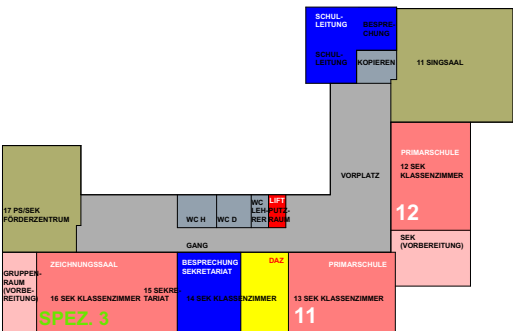 SCHUL-
LEITUNG
BESPRE-
CHUNG
SCHUL-
LEITUNG
KOPIEREN
11 SINGSAAL
PRIMARSCHULE
12 SEK
KLASSENZIMMER
12
VORPLATZ
SEK
(VORBEREITUNG)
17 PS/SEK
FÖRDERZENTRUM
WC H
WC D
WC
LEH-
RER
LIFT
PUTZ-
RAUM
GANG
GRUPPEN-
RAUM
(VORBE-
REITUNG)
ZEICHNUNGSSAAL
16 SEK KLASSENZIMMER
15 SEKRE
TARIAT
SPEZ. 3
BESPRECHUNG
SEKRETARIAT
14 SEK KLASSENZIMMER
DAZ
PRIMARSCHULE
13 SEK KLASSENZIMMER
11